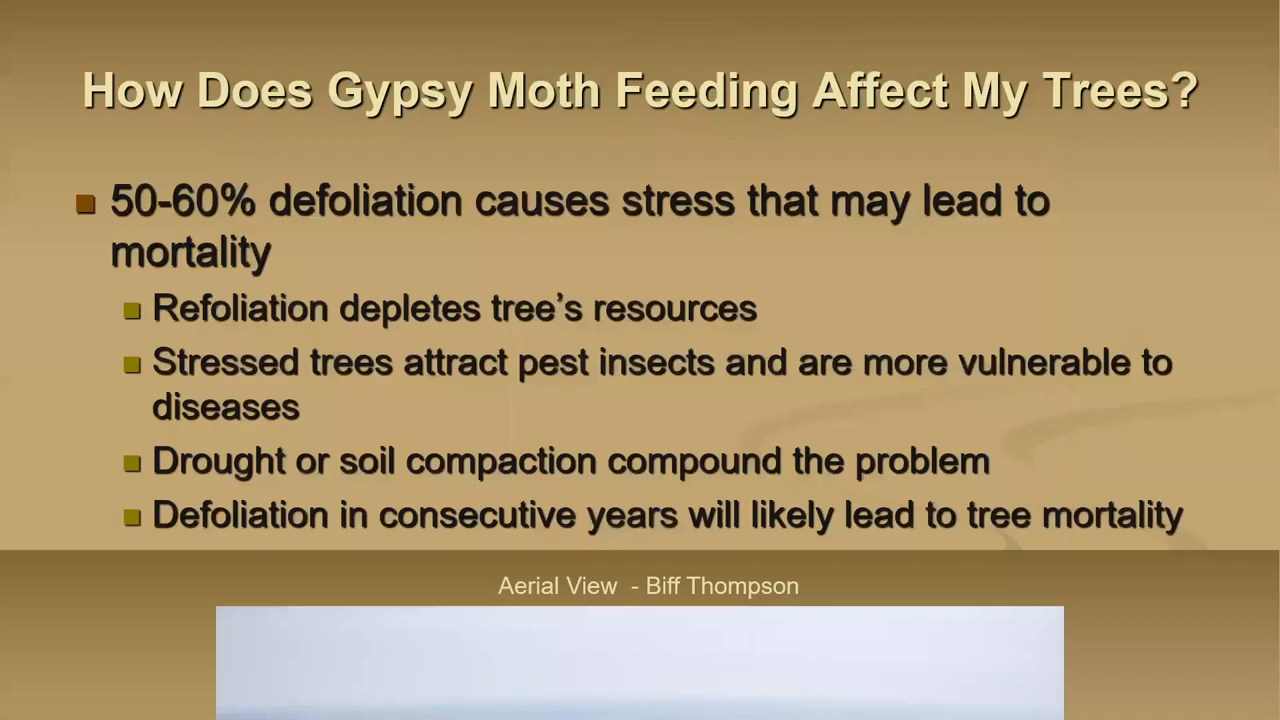 How Does Gypsy Moth Feeding Affect My Trees?
50-60% defoliation causes stress that may lead to
mortality
Refoliation depletes tree’s resources
Stressed trees attract pest insects and are more vulnerable to
diseases
Drought or soil compaction compound the problem
Defoliation in consecutive years will likely lead to tree mortality
Aerial View - Biff Thompson